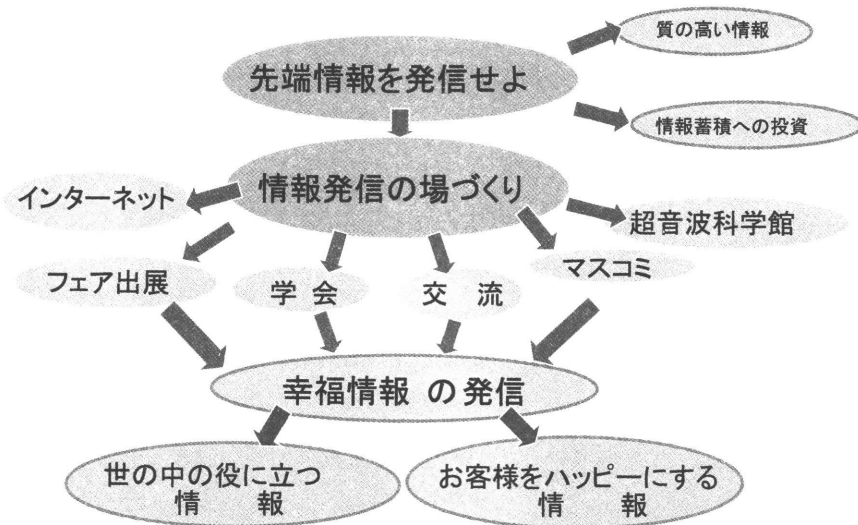 質の高い情報
先端情報を発信せよ
情報蓄積への投資
情報発信の場づくり
インターネット
超音波科学館
フェア出展
学 会
交 流
マスコミ
幸福情報 の発信
世の中の役に立つ
情 報
お客様をハッピーにする
情 報